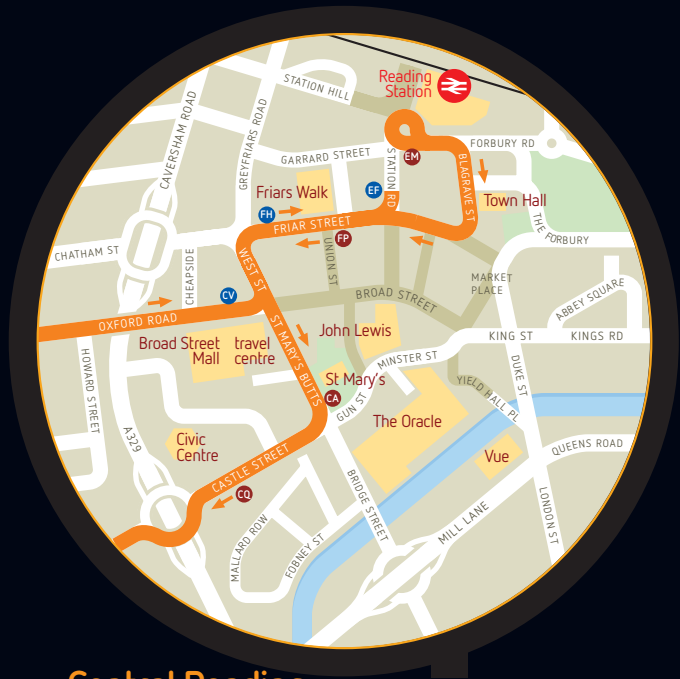 STATION HILL
Reading
Station
CAVERSHAM ROAD
GREYFRIARS ROAD
GARRARD STREET
EM
FORBURY RD
STATION RD
BLAGRAVE ST
Friars Walk
EF
Town Hall
FH
FRIAR STREET
FP
THE FORBURY
CHATHAM ST
CHEAPSIDE
WEST ST
UNION ST
MARKET
PLACE
ABBEY SQUARE
CV
BROAD STREET
OXFORD ROAD
John Lewis
KING ST
KINGS RD
Broad Street
Mall
travel
centre
ST MARY'S BUTTS
MINSTER ST
HOWARD STREET
St Mary's
DUKE ST
CA
GUN ST
YIELD HALL PL
The Oracle
A329
Civic
Centre
QUEENS ROAD
Vue
CASTLE STREET
CQ
BRIDGE STREET
LONDON ST
MILL LANE
MALLARD ROW
FOBNEY ST
Central Reading